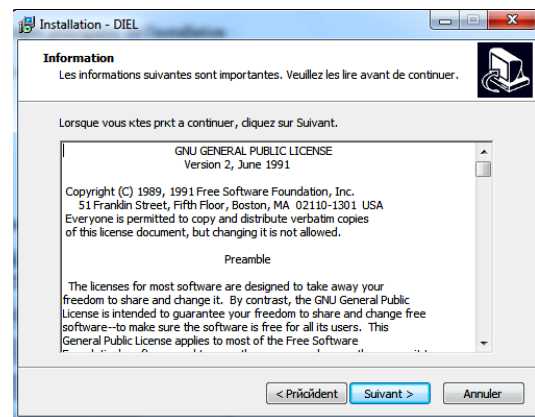 Installation - DIEL
Information
Les informations suivantes sont importantes. Veuillez les lire avant de continuer.
Lorsque vous кtes prкt a continuer, cliquez sur Suivant.
GNU GENERAL PUBLIC LICENSE
Version 2, June 1991
Copyright (C) 1989, 1991 Free Software Foundation, Inc.
51 Franklin Street, Fifth Floor, Boston, MA 02110-1301 USA
Everyone is permitted to copy and distribute verbatim copies
of this license document, but changing it is not allowed.
Preamble
The licenses for most software are designed to take away your
freedom to share and change it. By contrast, the GNU General Public
License is intended to guarantee your freedom to share and change free
software--to make sure the software is free for all its users. This
General Public License applies to most of the Free Software
< Prйcйdent
Suivant >
Annuler